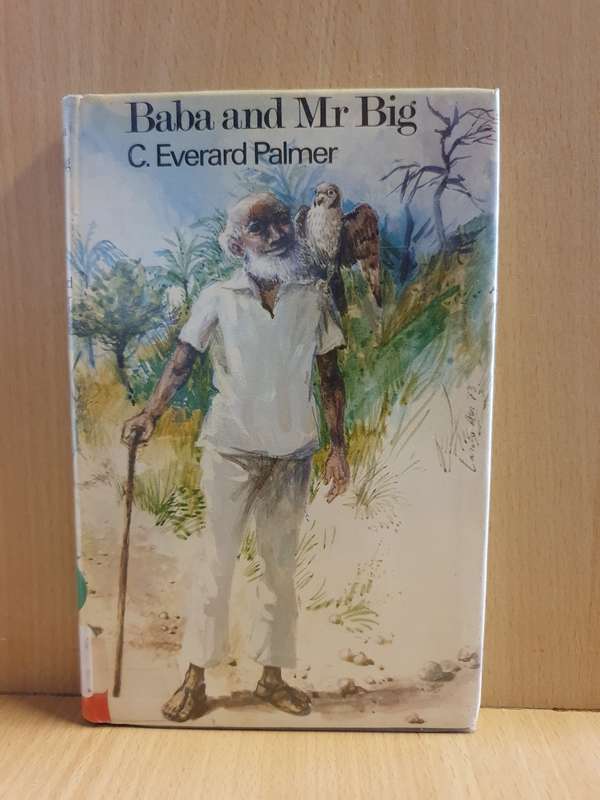 Baba and Mr Big
C. Everard Palmer